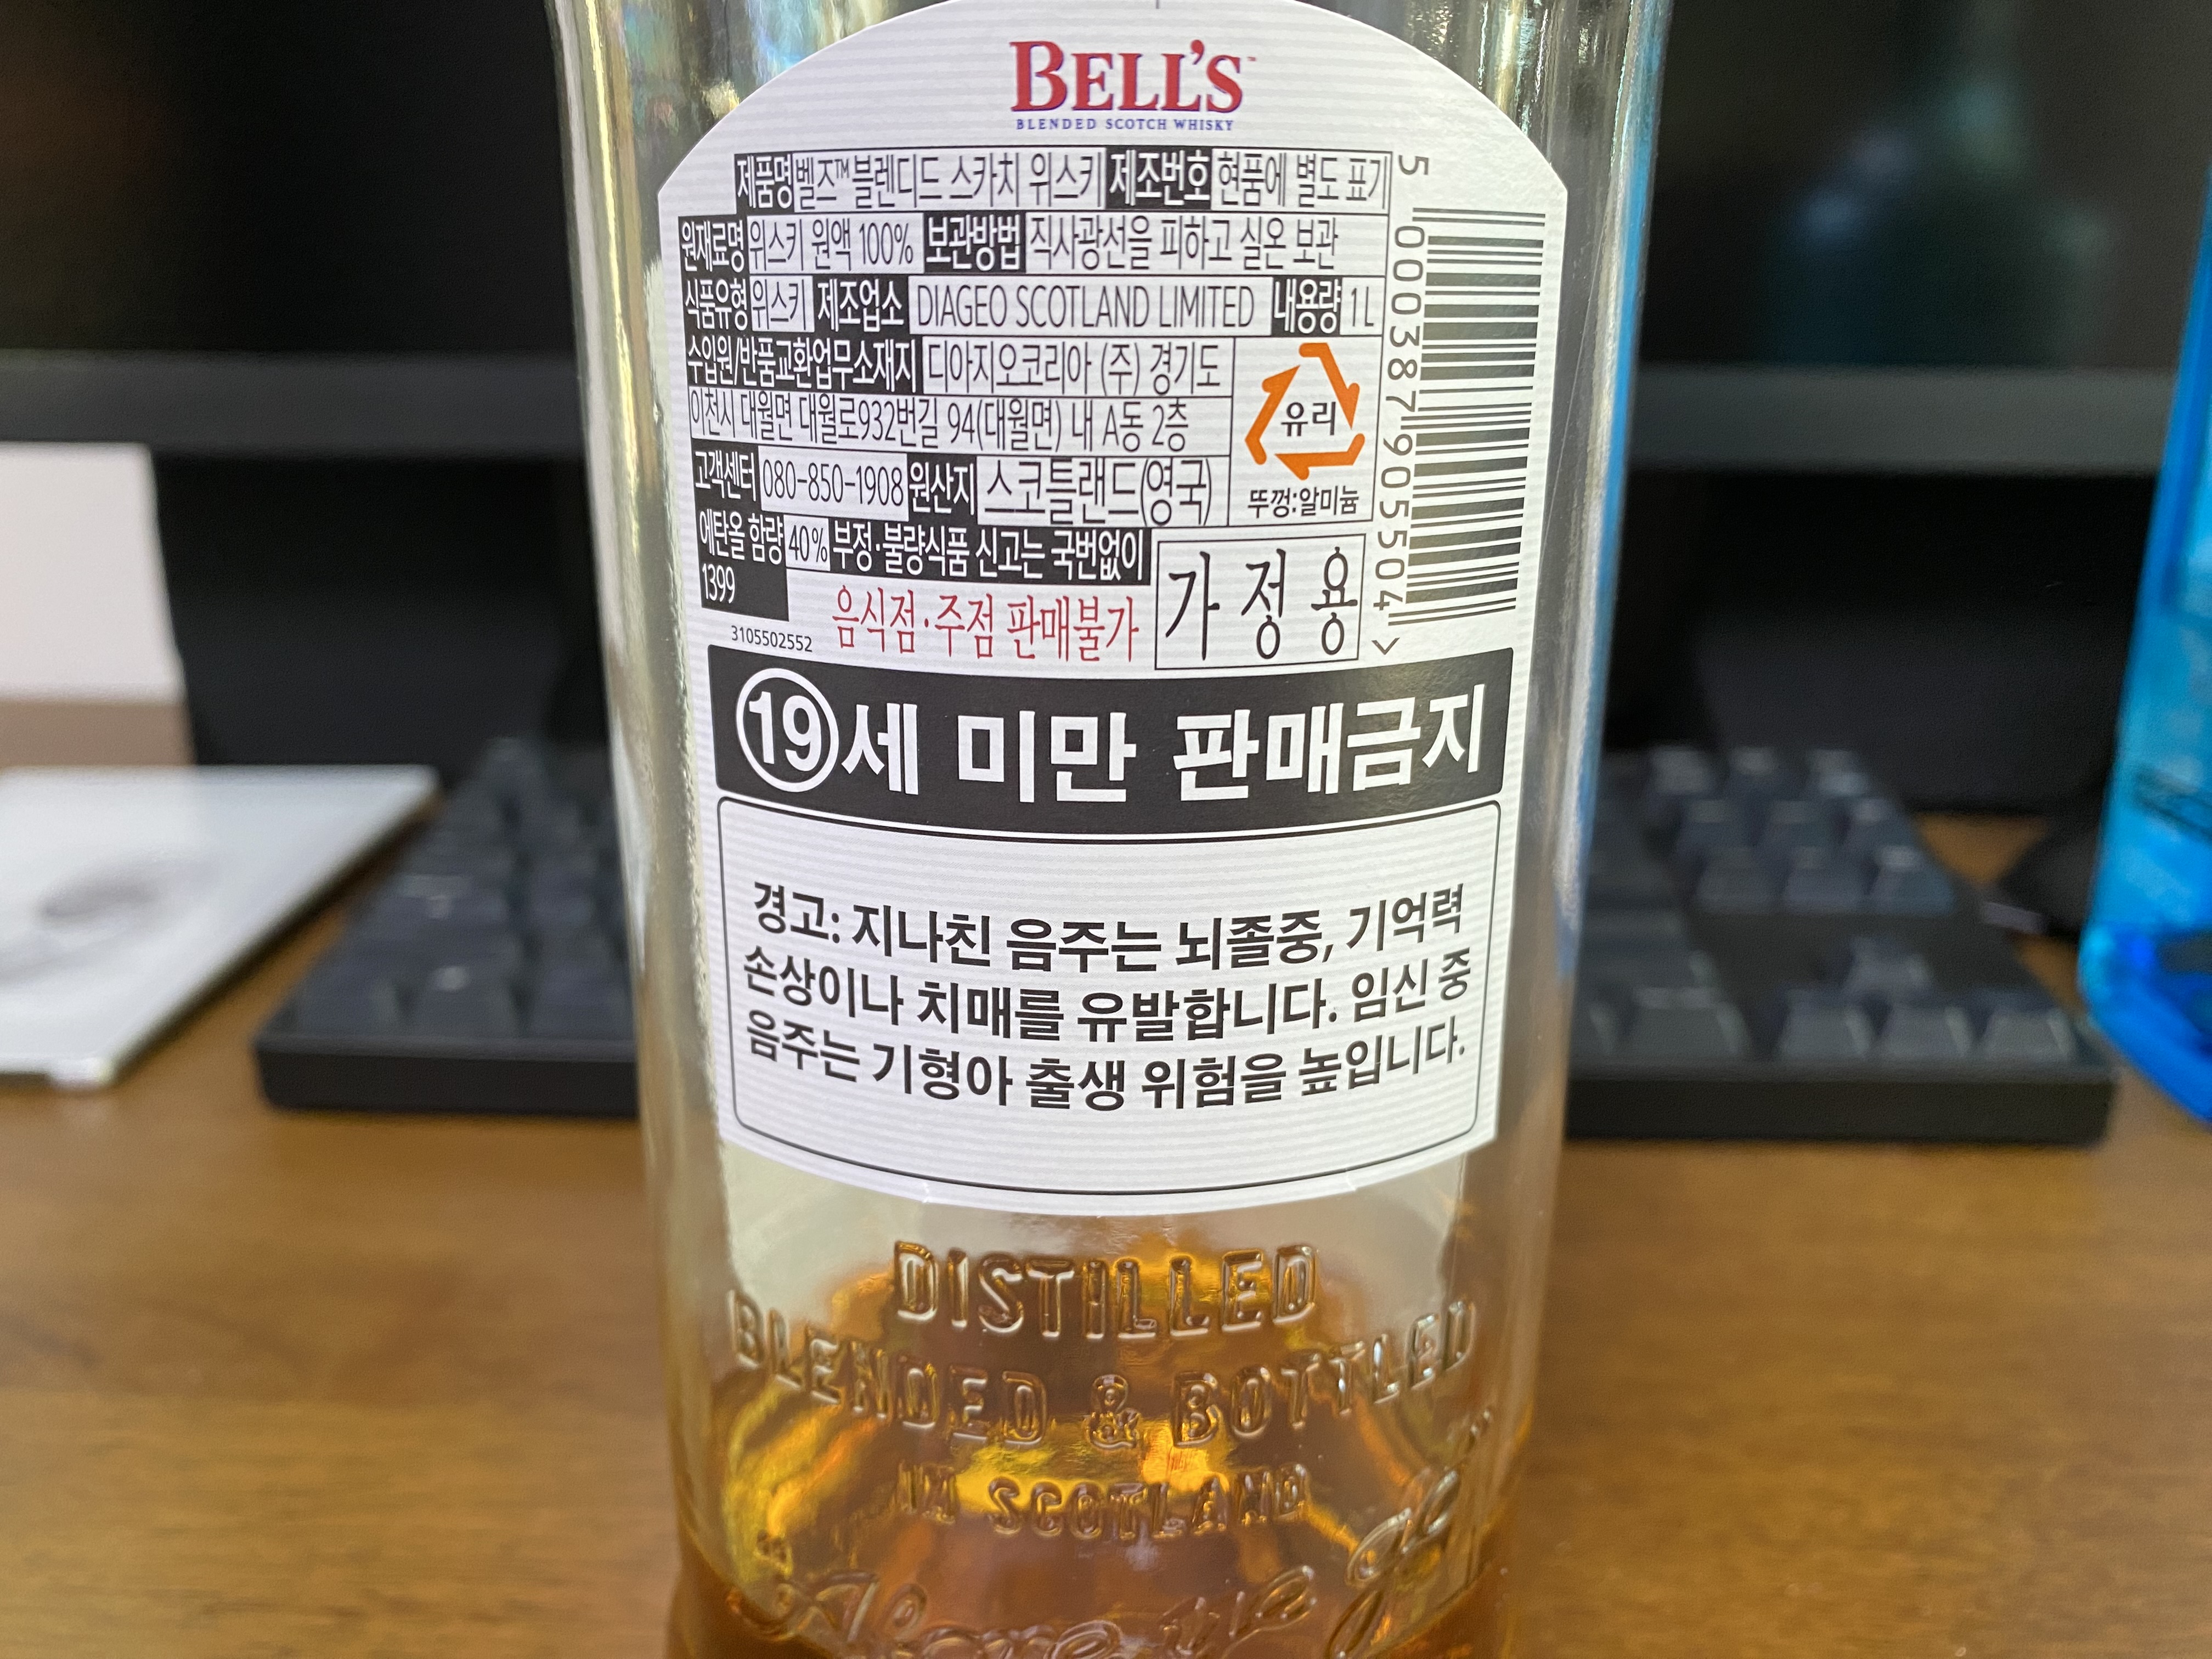 BELL'S™
BLENDED SCOTCH WHISKY
제품명 벨즈™ 블렌디드 스카치 위스키 제조번호 현품에 별도 표기
원재료명 위스키 원액 100% 보관방법 직사광선을 피하고 실온 보관
식품유형 위스키 제조업소 DIAGEO SCOTLAND LIMITED 내용량 1 L
수입원/반품교환업무소재지 디아지오코리아 (주) 경기도
이천시 대월면 대월로932번길 94(대월면) 내 A동 2층
고객센터 080-850-1908 원산지 스코틀랜드(영국)
에탄올 함량 40% 부정·불량식품 신고는 국번없이
1399
유리
뚜껑:알미늄
음식점·주점 판매불가
가 정 용
3105502552
5 000387 905504 >
19세 미만 판매금지
경고: 지나친 음주는 뇌졸중, 기억력
손상이나 치매를 유발합니다. 임신 중
음주는 기형아 출생 위험을 높입니다.
DISTILLED
BLENDED & BOTTLED
IN SCOTLAND